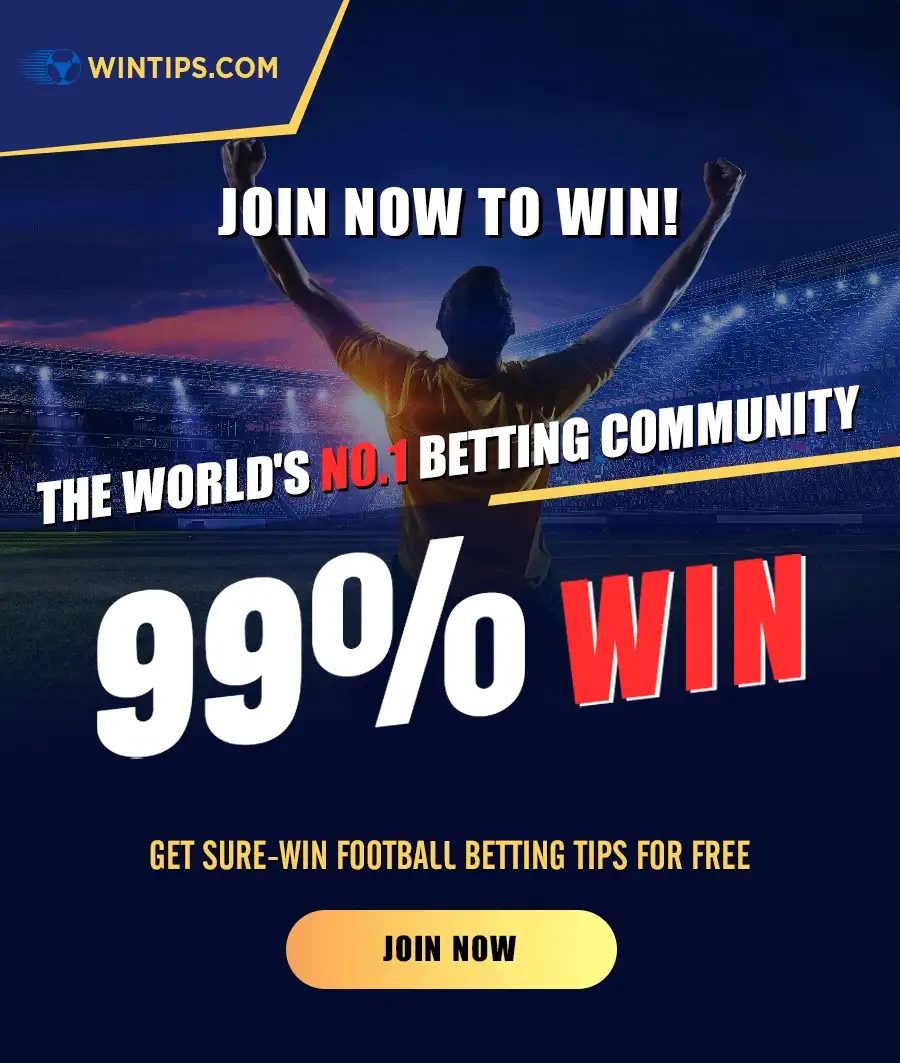 WINTIPS.COM
JOIN NOW TO WIN!
THE WORLD'S NO.1 BETTING COMMUNITY
99% WIN
GET SURE-WIN FOOTBALL BETTING TIPS FOR FREE
JOIN NOW